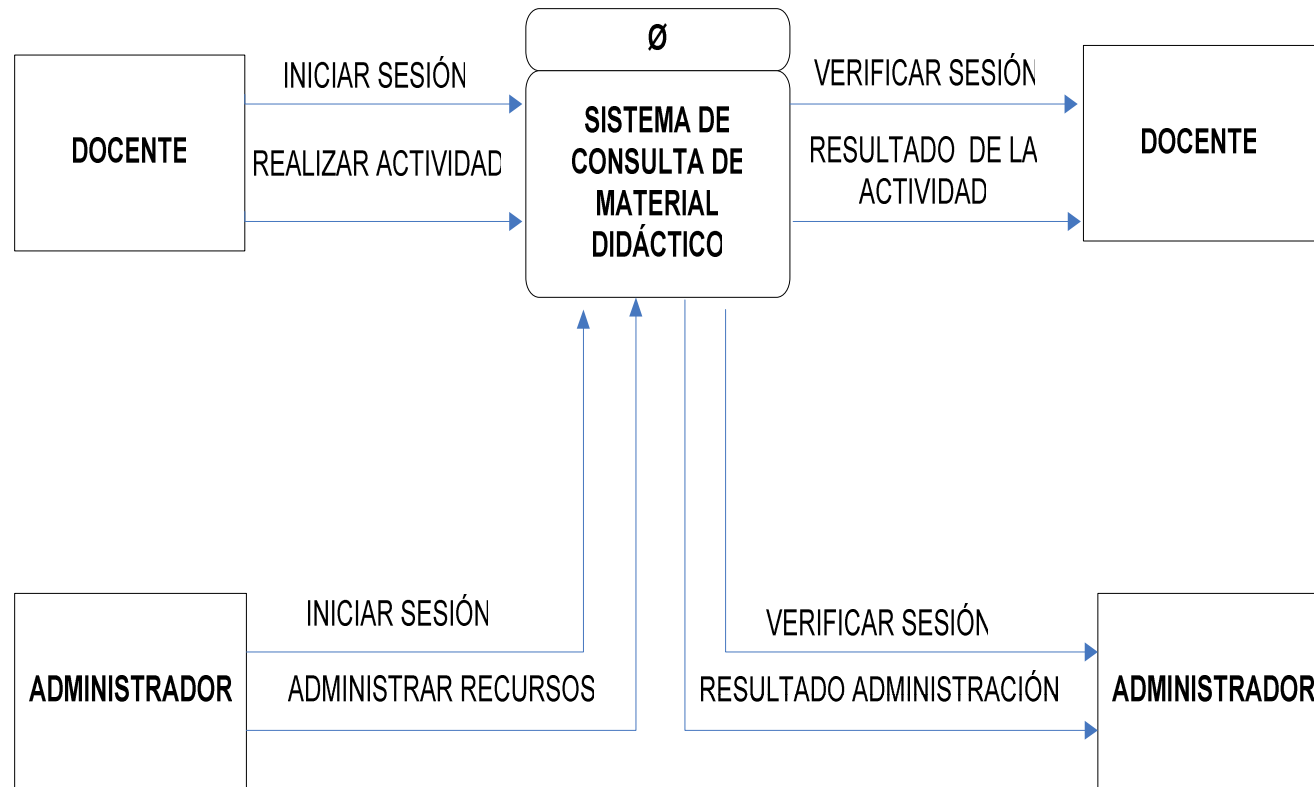 Ø
INICIAR SESIÓN
VERIFICAR SESIÓN
DOCENTE
REALIZAR ACTIVIDAD
SISTEMA DE
CONSULTA DE
MATERIAL
DIDÁCTICO
RESULTADO DE LA
ACTIVIDAD
DOCENTE
INICIAR SESIÓN
VERIFICAR SESIÓN
ADMINISTRADOR
ADMINISTRAR RECURSOS
RESULTADO ADMINISTRACIÓN
ADMINISTRADOR